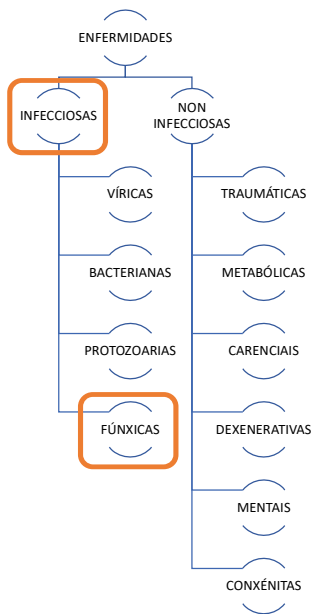 ENFERMIDADES
INFECCIOSAS
NON
INFECCIOSAS
VÍRICAS
TRAUMÁTICAS
BACTERIANAS
METABÓLICAS
PROTOZOARIAS
CARENCIAIS
FÚNXICAS
DEXENERATIVAS
MENTAIS
CONXÉNITAS